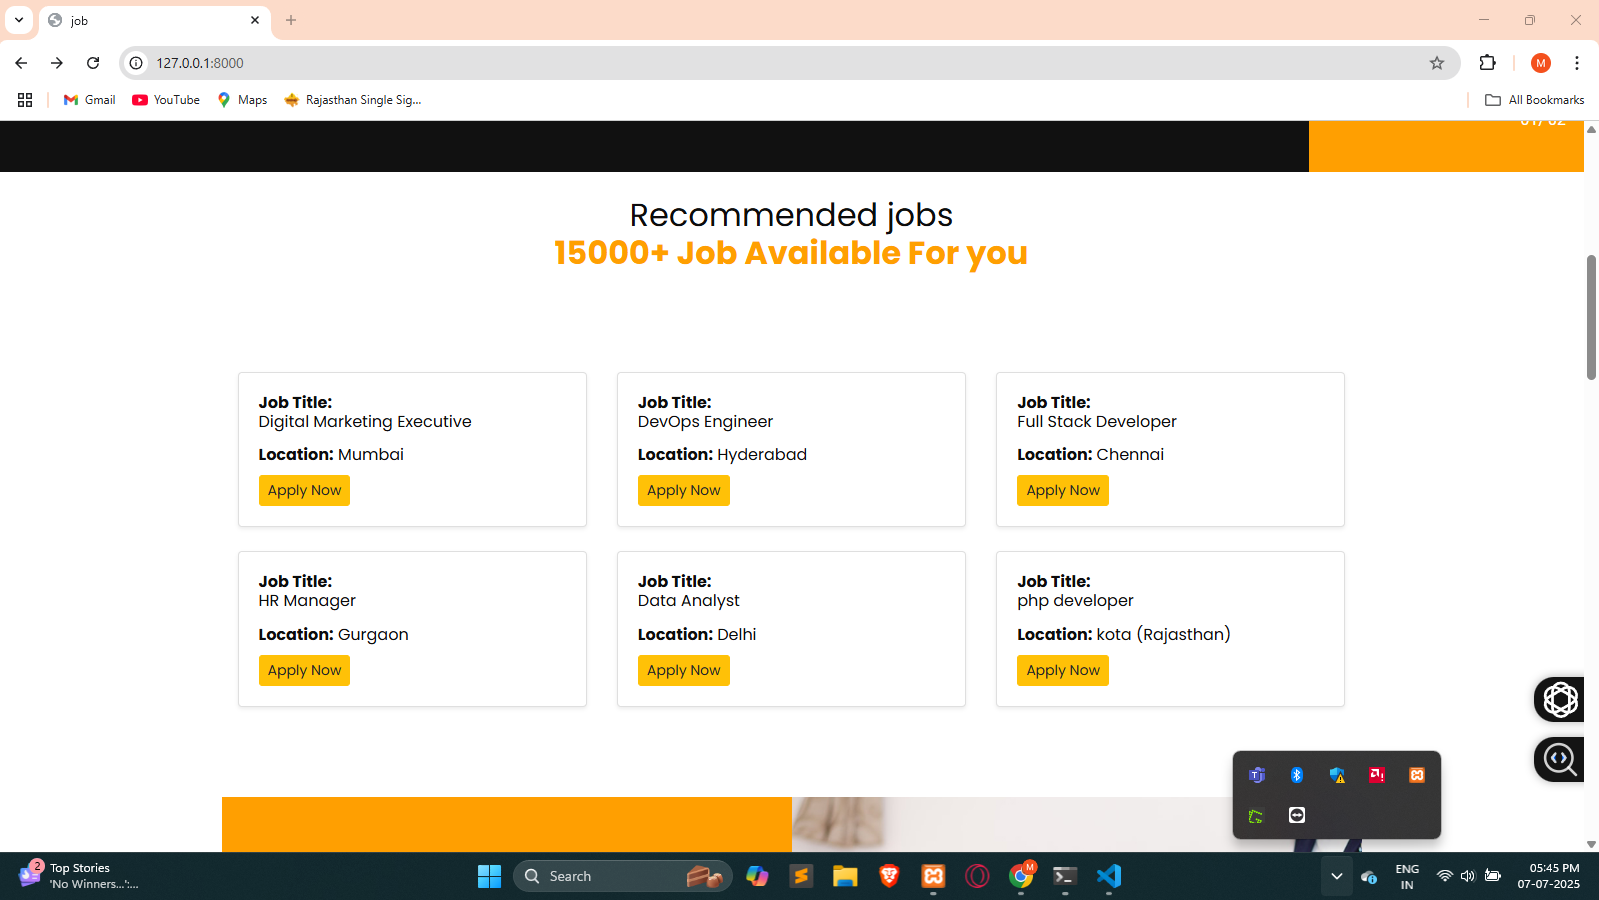 job
127.0.0.1:8000
M
Gmail
YouTube
Maps
Rajasthan Single Sig...
All Bookmarks
Recommended jobs
15000+ Job Available For you
Job Title:
Digital Marketing Executive
Location: Mumbai
Apply Now
Job Title:
DevOps Engineer
Location: Hyderabad
Apply Now
Job Title:
Full Stack Developer
Location: Chennai
Apply Now
Job Title:
HR Manager
Location: Gurgaon
Apply Now
Job Title:
Data Analyst
Location: Delhi
Apply Now
Job Title:
php developer
Location: kota (Rajasthan)
Apply Now
2
Top Stories
'No Winners...':...
Search
M
ENG
IN
05:45 PM
07-07-2025